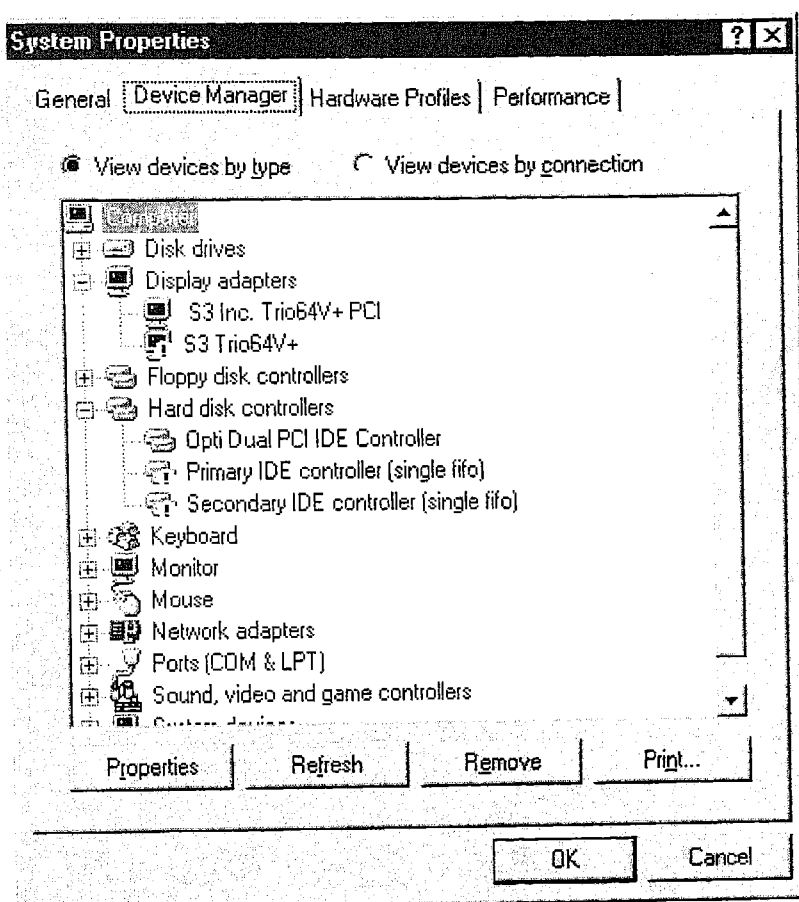 System Properties
General Device Manager Hardware Profiles Performance
View devices by type View devices by connection
Computer
Disk drives
Display adapters
S3 Inc. Trio64V+ PCI
S3 Trio64V+
Floppy disk controllers
Hard disk controllers
Opti Dual PCI IDE Controller
Primary IDE controller (single fifo)
Secondary IDE controller (single fifo)
Keyboard
Monitor
Mouse
Network adapters
Ports (COM & LPT)
Sound, video and game controllers
System devices
Properties Refresh Remove Print...
OK Cancel